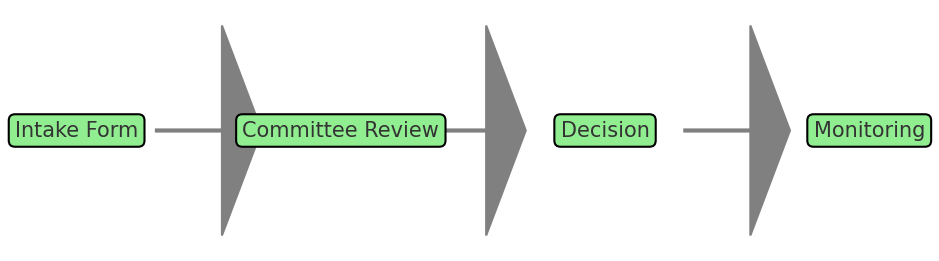 Intake Form
Committee Review
Decision
Monitoring